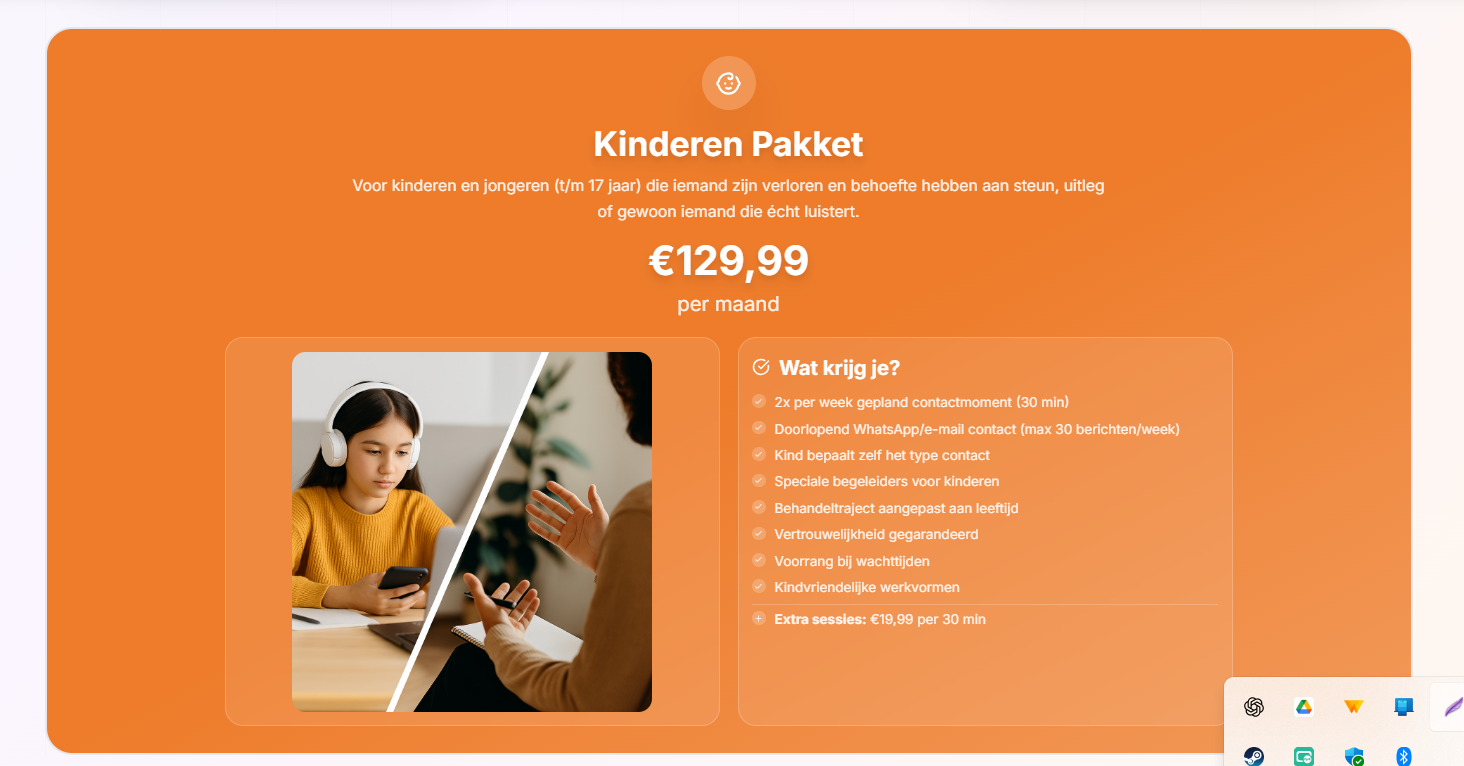 Kinderen Pakket
Voor kinderen en jongeren (t/m 17 jaar) die iemand zijn verloren en behoefte hebben aan steun, uitleg
of gewoon iemand die écht luistert.
€129,99
per maand
Wat krijg je?
2x per week gepland contactmoment (30 min)
Doorlopend WhatsApp/e-mail contact (max 30 berichten/week)
Kind bepaalt zelf het type contact
Speciale begeleiders voor kinderen
Behandeltraject aangepast aan leeftijd
Vertrouwelijkheid gegarandeerd
Voorrang bij wachttijden
Kindvriendelijke werkvormen
Extra sessies: €19,99 per 30 min